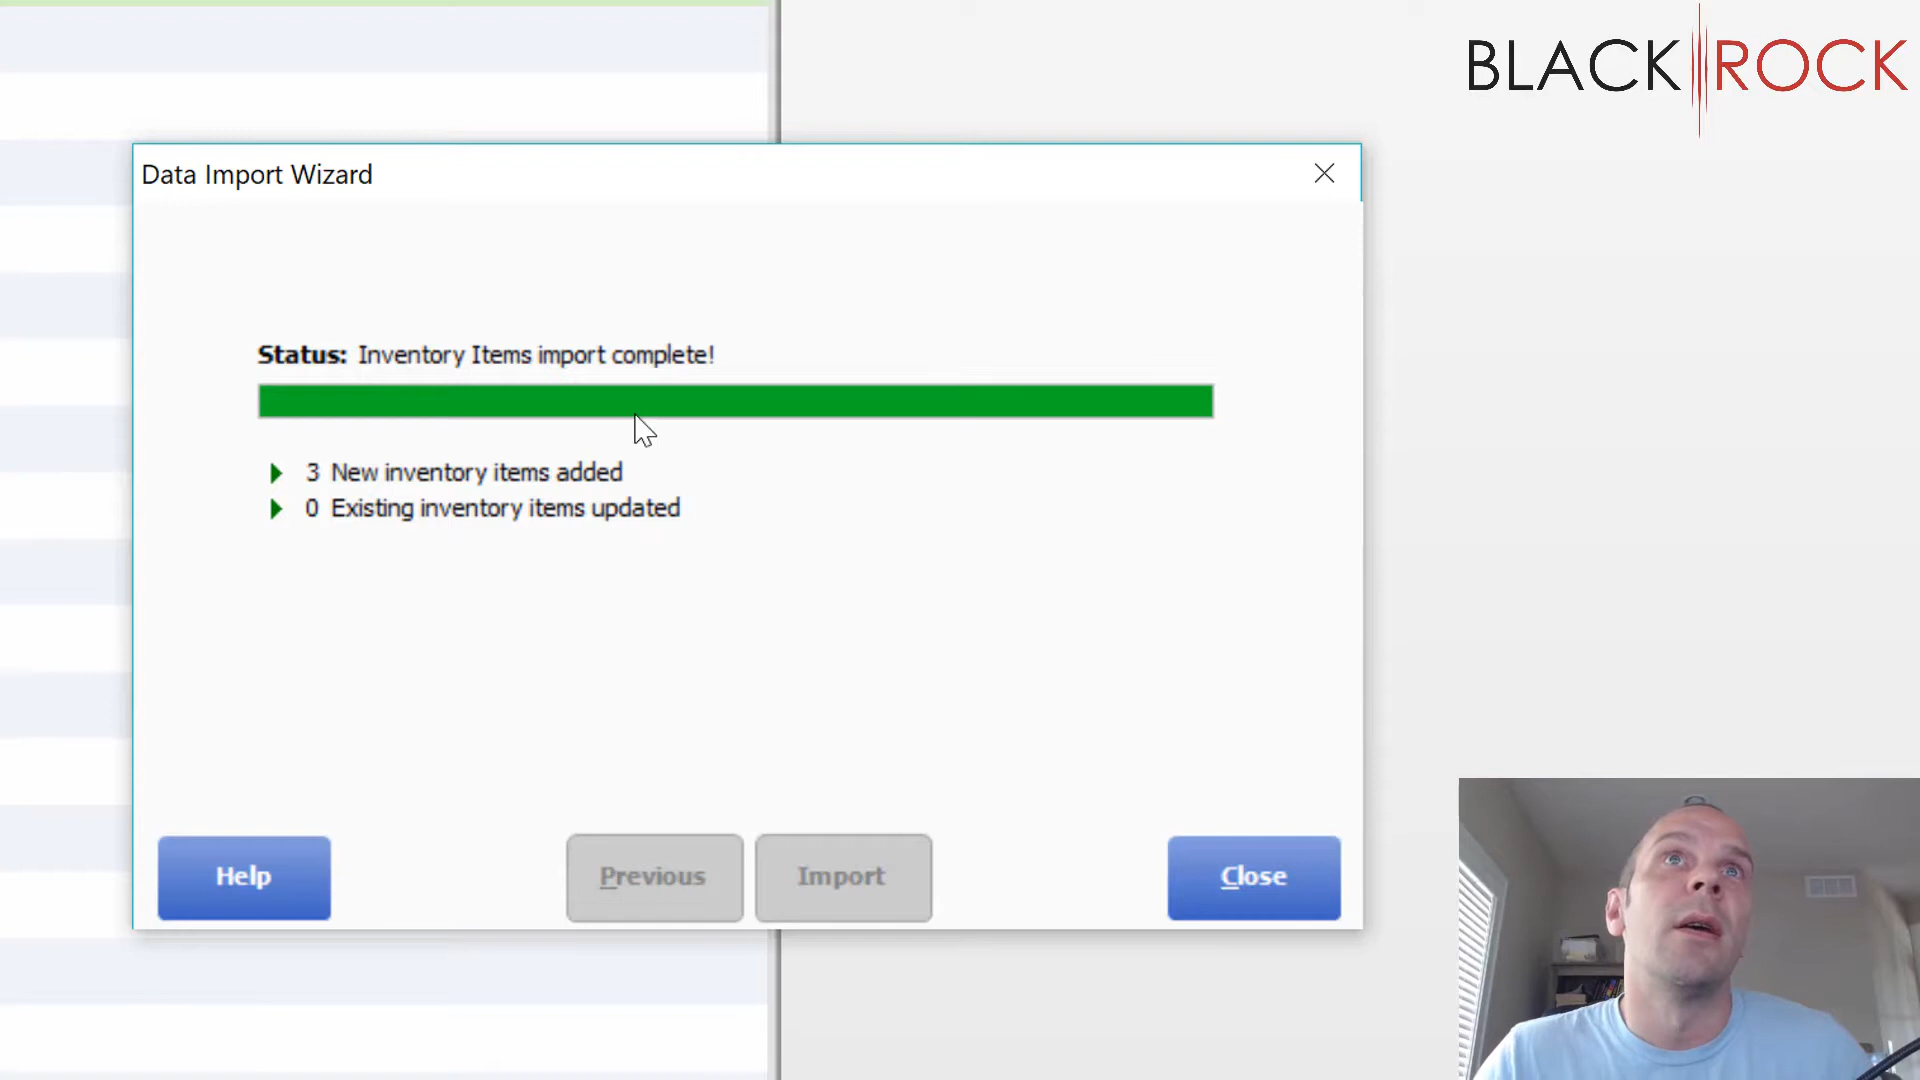 BLACK ROCK
Data Import Wizard
Status: Inventory Items import complete!
3 New inventory items added
0 Existing inventory items updated
Help
Previous
Import
Close